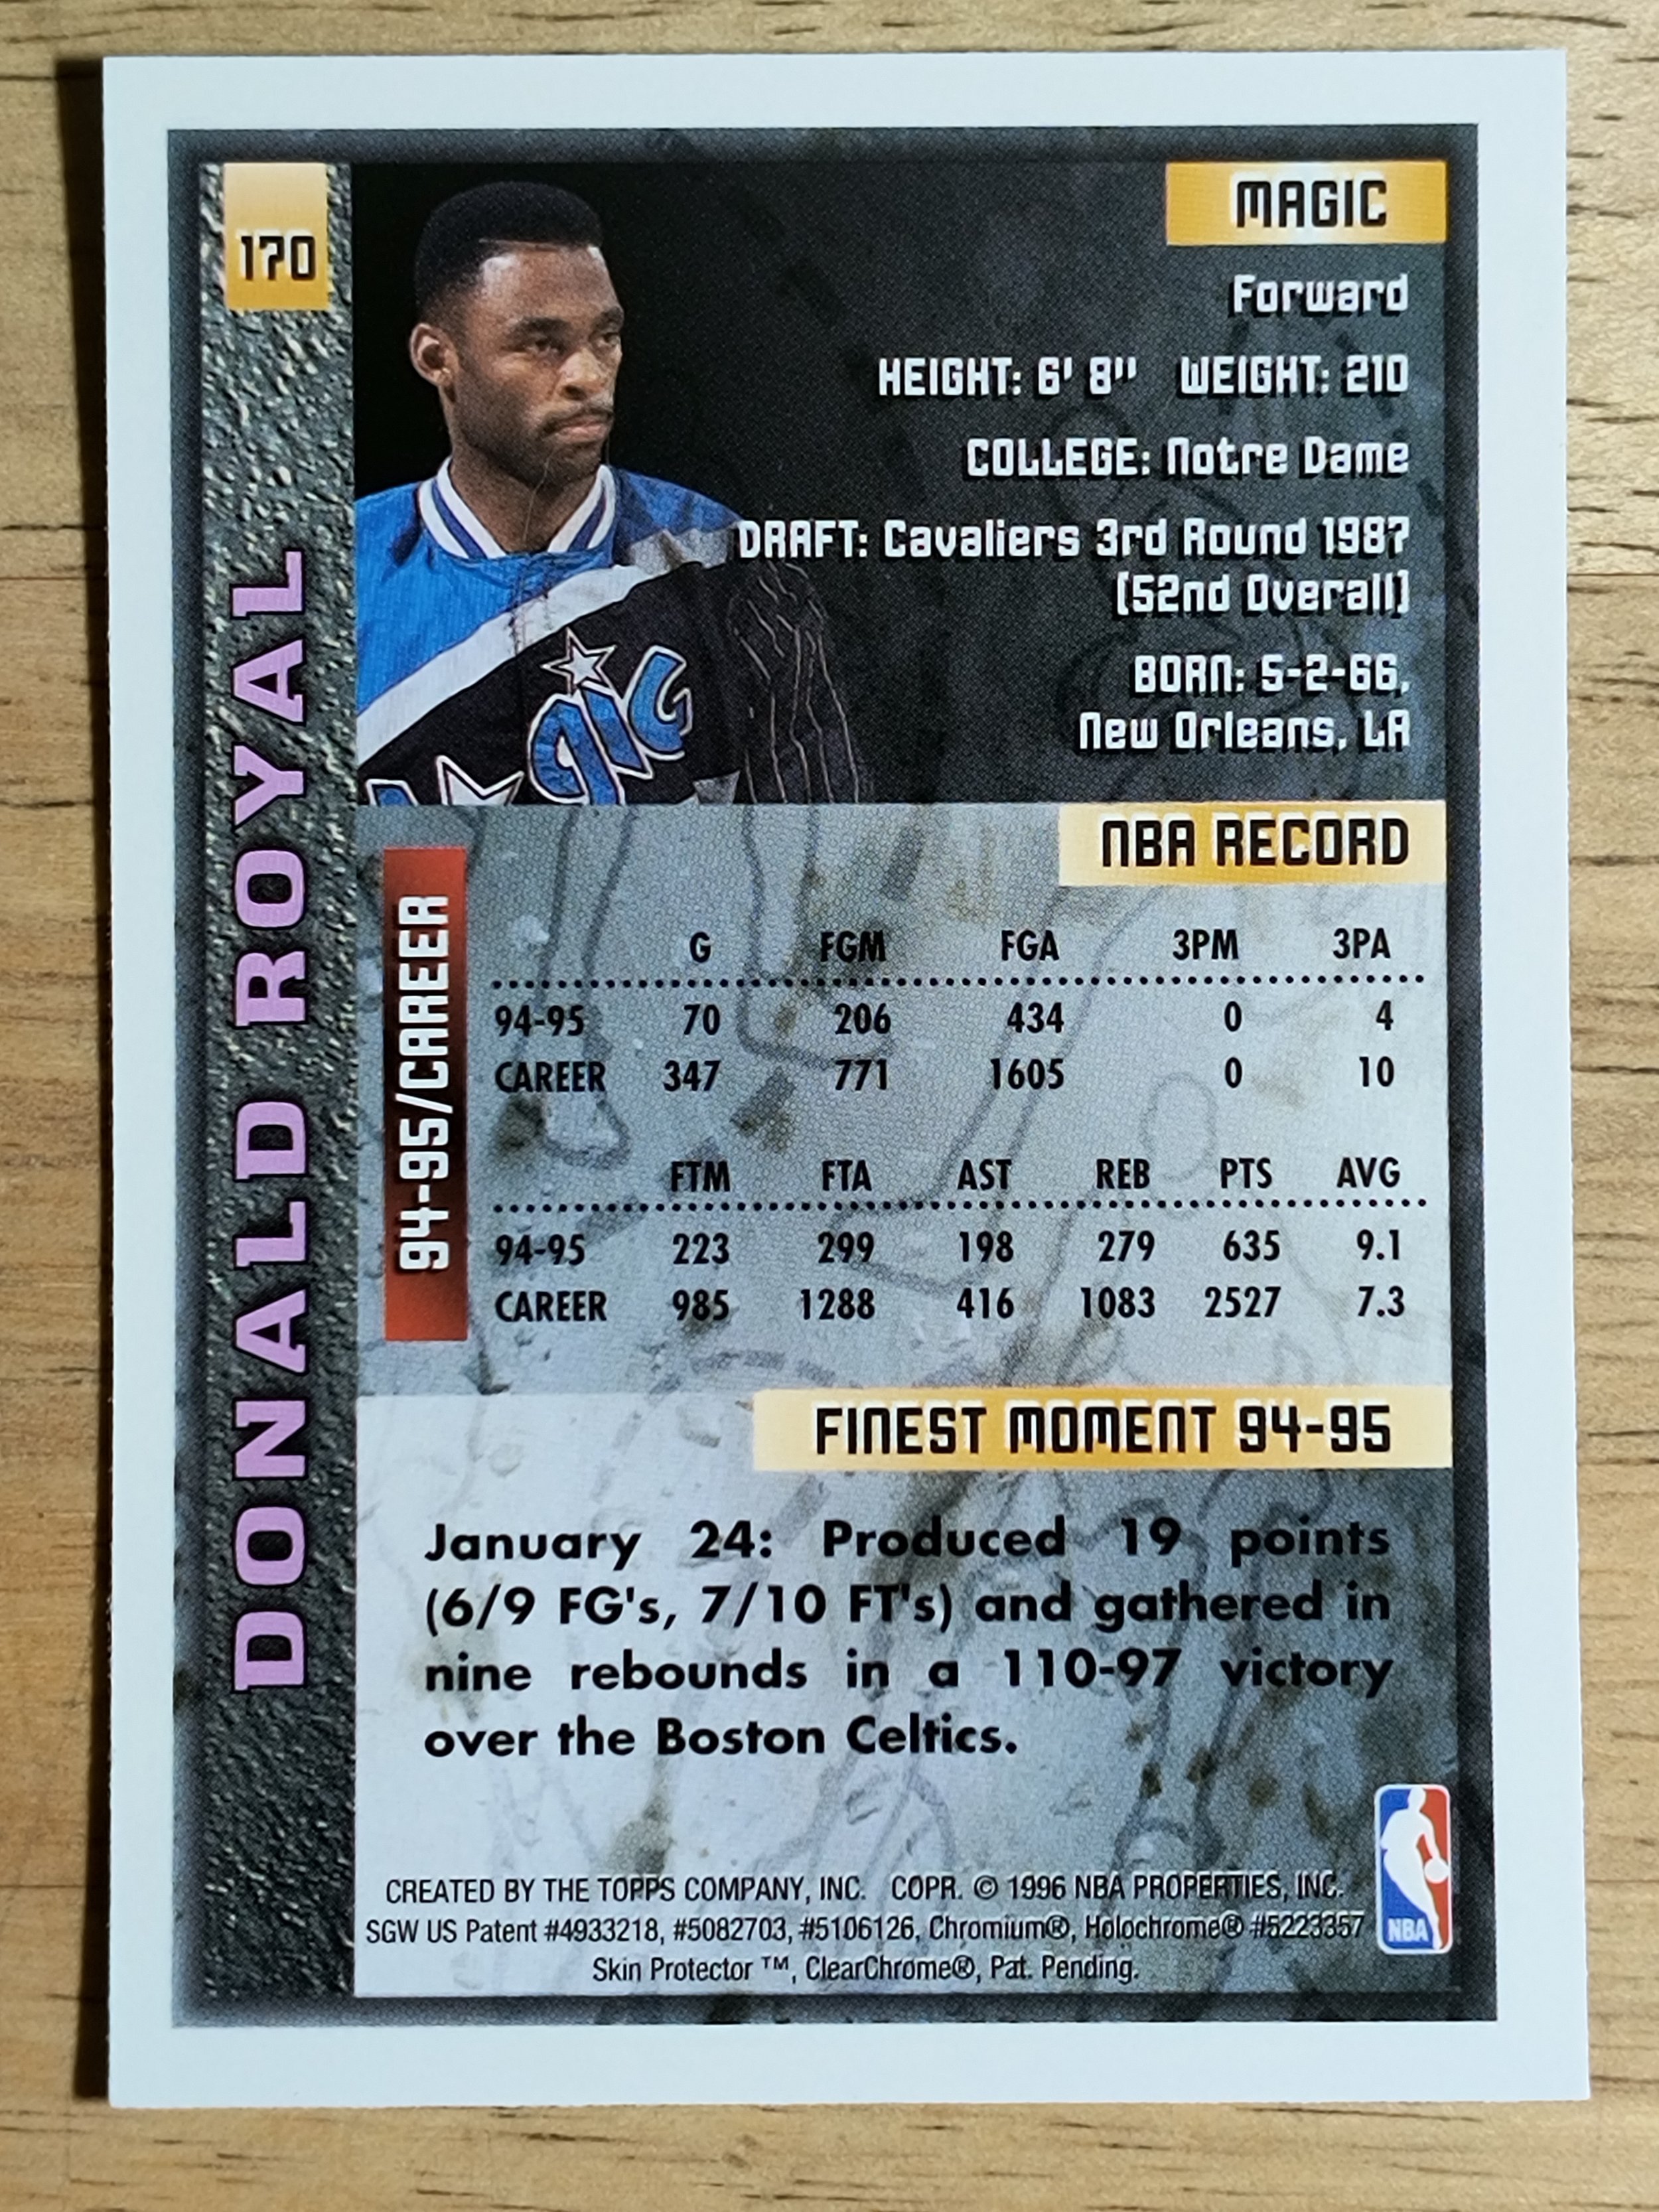 170
DONALD ROYAL
MAGIC
Forward
HEIGHT: 6' 8" WEIGHT: 210
COLLEGE: Notre Dame
DRAFT: Cavaliers 3rd Round 1987
(52nd Overall)
BORN: 5-2-66,
New Orleans, LA
gic
NBA RECORD
94-95/CAREER
G FGM FGA 3PM 3PA
94-95 70 206 434 0 4
CAREER 347 771 1605 0 10
FTM FTA AST REB PTS AVG
94-95 223 299 198 279 635 9.1
CAREER 985 1288 416 1083 2527 7.3
FINEST MOMENT 94-95
January 24: Produced 19 points
(6/9 FG's, 7/10 FT's) and gathered in
nine rebounds in a 110-97 victory
over the Boston Celtics.
CREATED BY THE TOPPS COMPANY, INC. COPR. © 1996 NBA PROPERTIES, INC.
SGW US Patent #4933218, #5082703, #5106126, Chromium®, Holochrome® #5223357
Skin Protector ™, ClearChrome®, Pat. Pending.
NBA